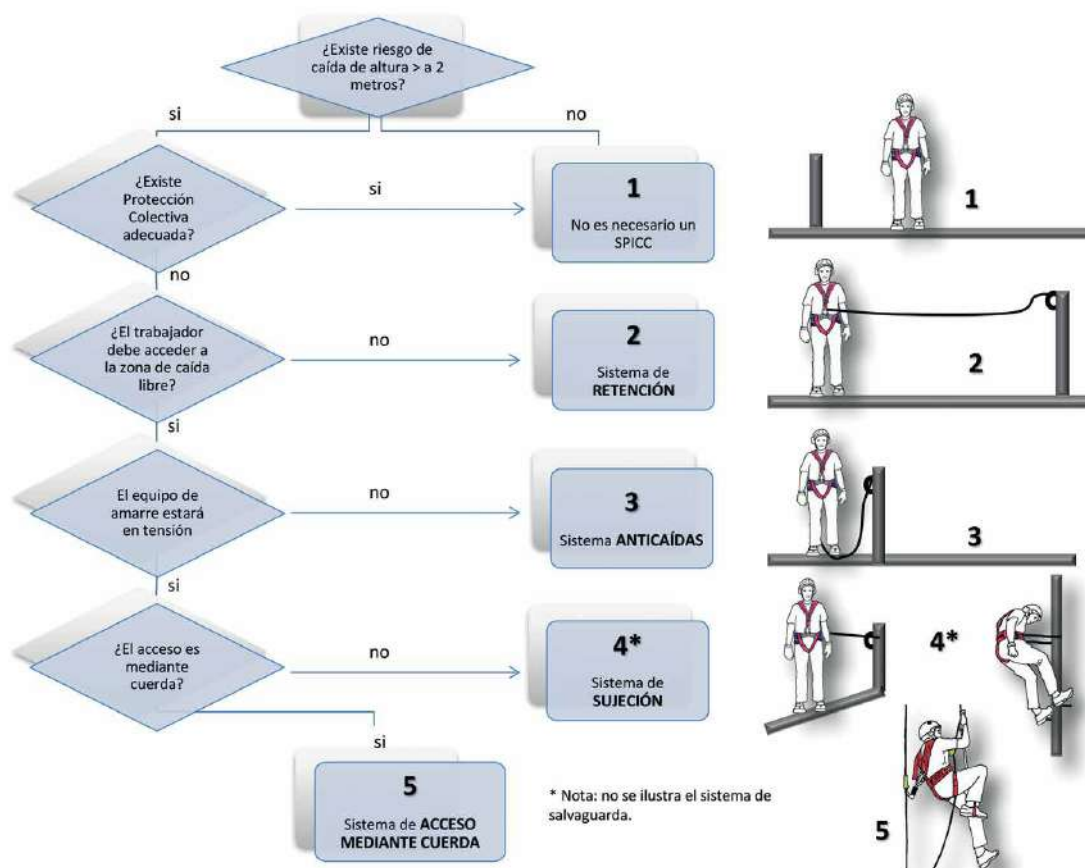 ¿Existe riesgo de
caída de altura > a 2
metros?
si
no
¿Existe
Protección
Colectiva
adecuada?
si
1
No es necesario un
SPICC
1
no
¿El trabajador
debe acceder a
la zona de caída
libre?
no
2
Sistema de
RETENCIÓN
2
si
El equipo de
amarre estará
en tensión
no
3
Sistema ANTICAÍDAS
3
si
¿El acceso es
mediante
cuerda?
no
4*
Sistema de
SUJECIÓN
4*
si
5
Sistema de ACCESO
MEDIANTE CUERDA
* Nota: no se ilustra el sistema de
salvaguarda.
5